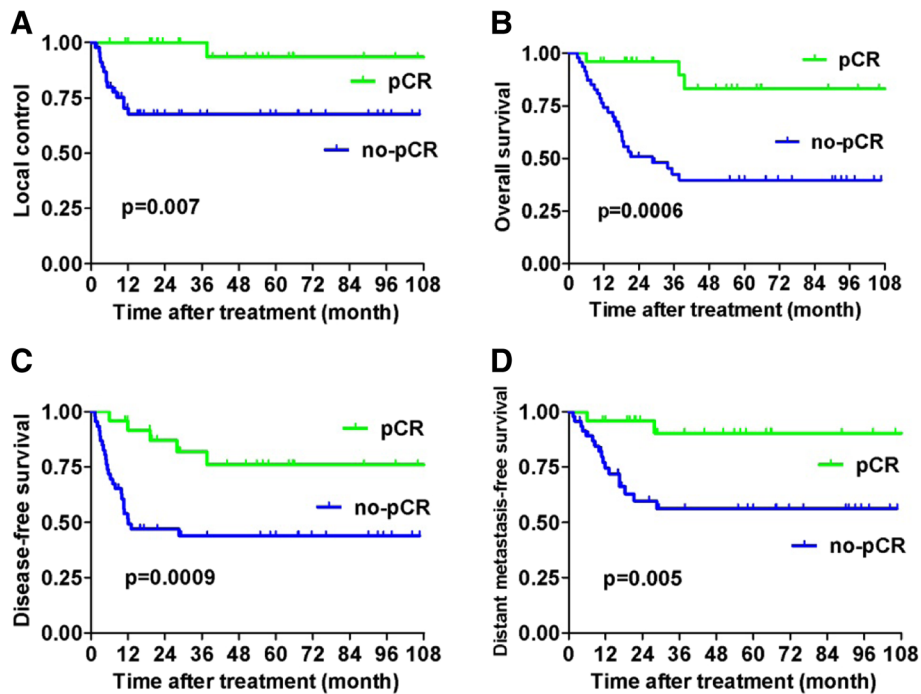 A
Local control
1.00
0.75
0.50
0.25
0.00
pCR
no-pCR
p=0.007
0 12 24 36 48 60 72 84 96 108
Time after treatment (month)
B
Overall survival
1.00
0.75
0.50
0.25
0.00
pCR
no-pCR
p=0.0006
0 12 24 36 48 60 72 84 96 108
Time after treatment (month)
C
Disease-free survival
1.00
0.75
0.50
0.25
0.00
pCR
no-pCR
p=0.0009
0 12 24 36 48 60 72 84 96 108
Time after treatment (month)
D
Distant metastasis-free survival
1.00
0.75
0.50
0.25
0.00
pCR
no-pCR
p=0.005
0 12 24 36 48 60 72 84 96 108
Time after treatment (month)